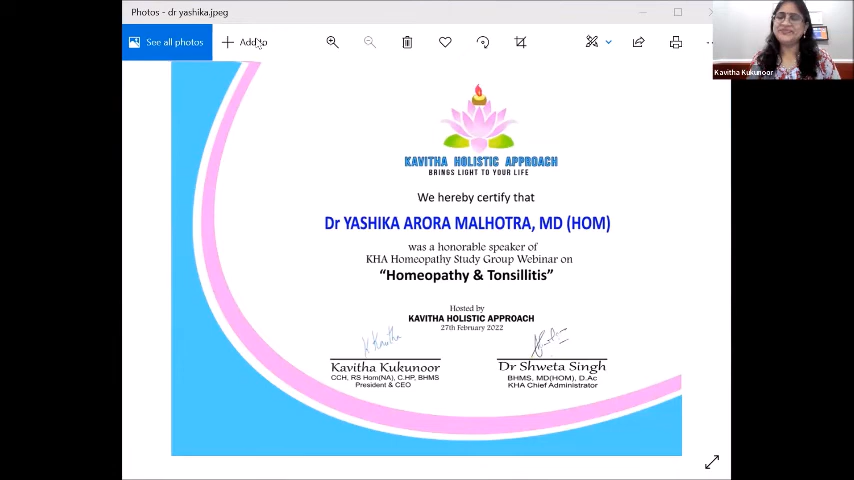 Photos - dr yashika.jpeg
See all photos
Add to
Kavitha Kukunoor
KAVITHA HOLISTIC APPROACH
BRINGS LIGHT TO YOUR LIFE
We hereby certify that
Dr YASHIKA ARORA MALHOTRA, MD (HOM)
was a honorable speaker of
KHA Homeopathy Study Group Webinar on
“Homeopathy & Tonsillitis”
Hosted by
KAVITHA HOLISTIC APPROACH
27th February 2022
K Kavitha
Kavitha Kukunoor
CCH, RS Hom(NA), C.HP, BHMS
President & CEO
Dr Shweta Singh
BHMS, MD(HOM), D.Ac
KHA Chief Administrator